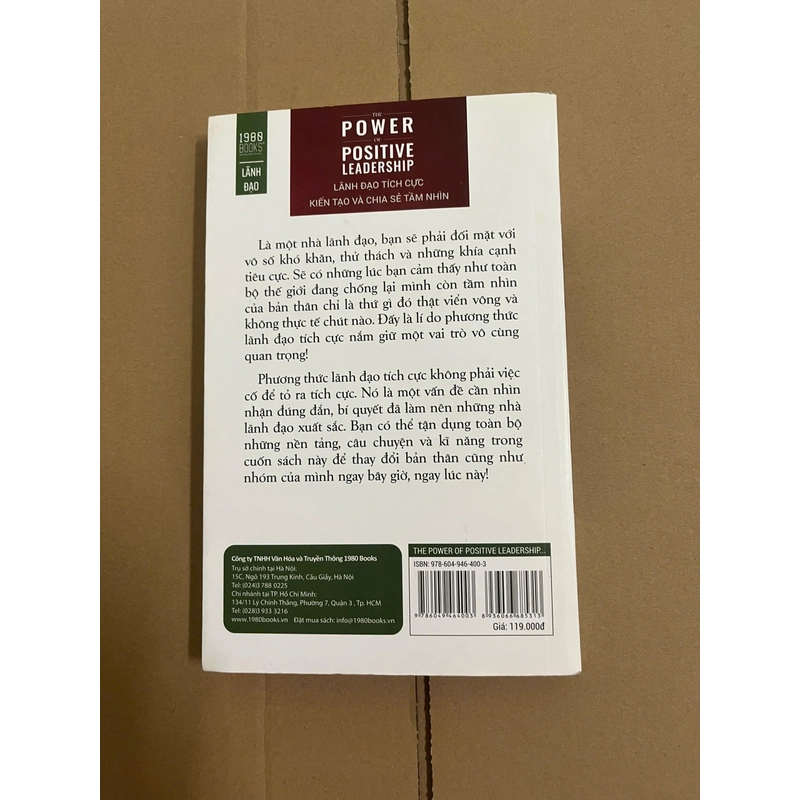 1980
BOOKS
LÃNH
ĐẠO
THE
POWER
OF
POSITIVE
LEADERSHIP
LÃNH ĐẠO TÍCH CỰC
KIẾN TẠO VÀ CHIA SẺ TẦM NHÌN
Là một nhà lãnh đạo, bạn sẽ phải đối mặt với
vô số khó khăn, thử thách và những khía cạnh
tiêu cực. Sẽ có những lúc bạn cảm thấy như toàn
bộ thế giới đang chống lại mình còn tầm nhìn
của bản thân chỉ là thứ gì đó thật viển vông và
không thực tế chút nào. Đấy là lí do phương thức
lãnh đạo tích cực nắm giữ một vai trò vô cùng
quan trọng!
Phương thức lãnh đạo tích cực không phải việc
cố để tỏ ra tích cực. Nó là một vấn đề cần nhìn
nhận đúng đắn, bí quyết đã làm nên những nhà
lãnh đạo xuất sắc. Bạn có thể tận dụng toàn bộ
những nền tảng, câu chuyện và kĩ năng trong
cuốn sách này để thay đổi bản thân cũng như
nhóm của mình ngay bây giờ, ngay lúc này!
Công ty TNHH Văn Hóa và Truyền Thông 1980 Books
Trụ sở chính tại Hà Nội:
15C, Ngõ 193 Trung Kính, Cầu Giấy, Hà Nội
Tel: (024)3 788 0225
Chi nhánh tại TP. Hồ Chí Minh:
134/11 Lý Chính Thắng, Phường 7, Quận 3 , Tp, HCM
Tel: (028)3 933 3216
www.1980books.vn Đặt mua sách: info@1980books.vn
THE POWER OF POSITIVE LEADERSHIP...
ISBN: 978-604-946-400-3
9 786049 464003
8 936066 685313
Giá: 119.000đ